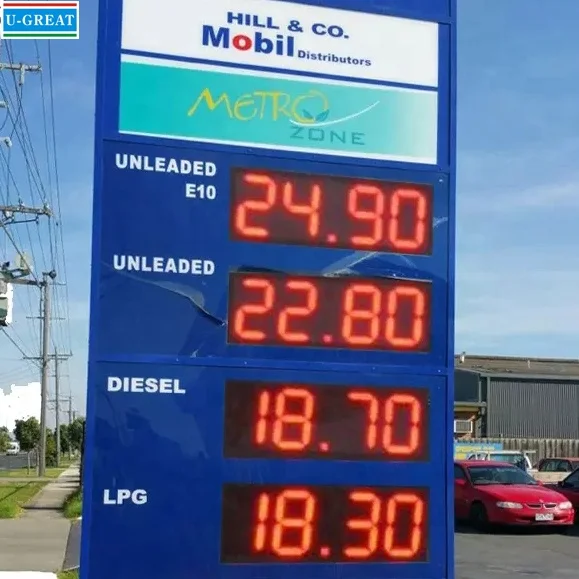 U-GREAT
HILL & CO.
Mobil Distributors
METRO
ZONE
UNLEADED
E10
24.90
UNLEADED
22.80
DIESEL
18.70
LPG
18.30